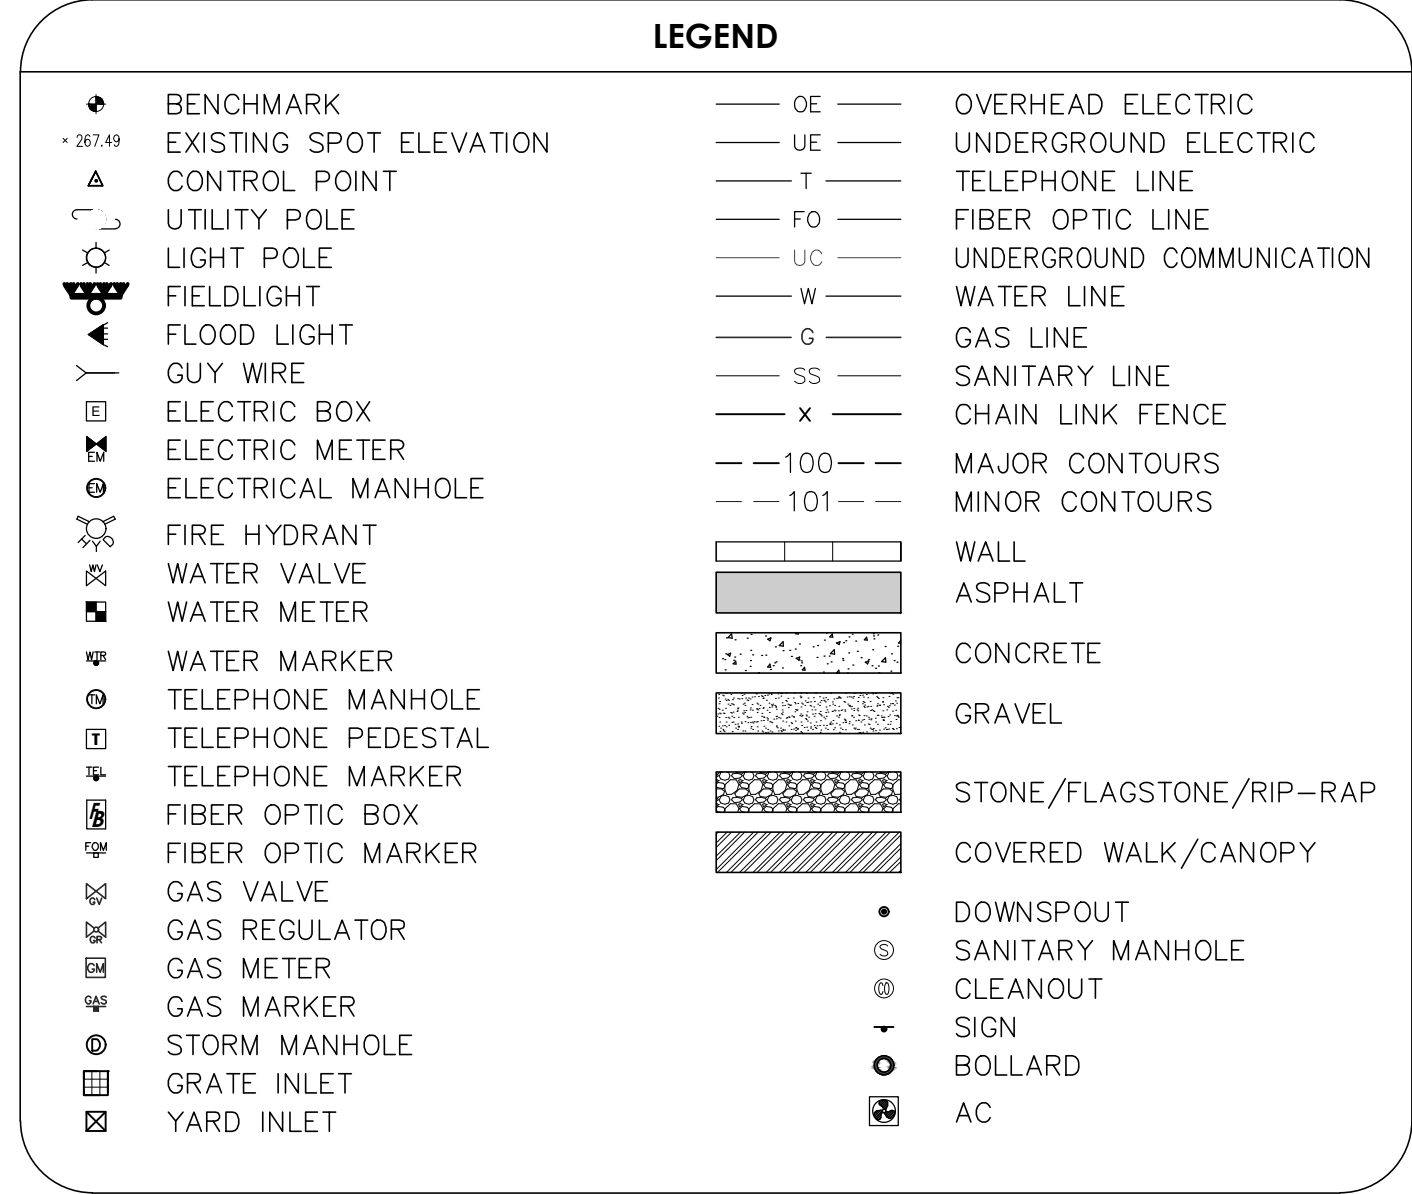 LEGEND
BENCHMARK
× 267.49 EXISTING SPOT ELEVATION
CONTROL POINT
UTILITY POLE
LIGHT POLE
FIELDLIGHT
FLOOD LIGHT
GUY WIRE
E ELECTRIC BOX
EM ELECTRIC METER
EM ELECTRICAL MANHOLE
FIRE HYDRANT
WV WATER VALVE
WATER METER
WTR WATER MARKER
TM TELEPHONE MANHOLE
T TELEPHONE PEDESTAL
TEL TELEPHONE MARKER
FB FIBER OPTIC BOX
FOM FIBER OPTIC MARKER
GV GAS VALVE
GR GAS REGULATOR
GM GAS METER
GAS GAS MARKER
D STORM MANHOLE
GRATE INLET
YARD INLET
OE OVERHEAD ELECTRIC
UE UNDERGROUND ELECTRIC
T TELEPHONE LINE
FO FIBER OPTIC LINE
UC UNDERGROUND COMMUNICATION
W WATER LINE
G GAS LINE
SS SANITARY LINE
X CHAIN LINK FENCE
100 MAJOR CONTOURS
101 MINOR CONTOURS
WALL
ASPHALT
CONCRETE
GRAVEL
STONE/FLAGSTONE/RIP-RAP
COVERED WALK/CANOPY
DOWNSPOUT
S SANITARY MANHOLE
CO CLEANOUT
SIGN
BOLLARD
AC